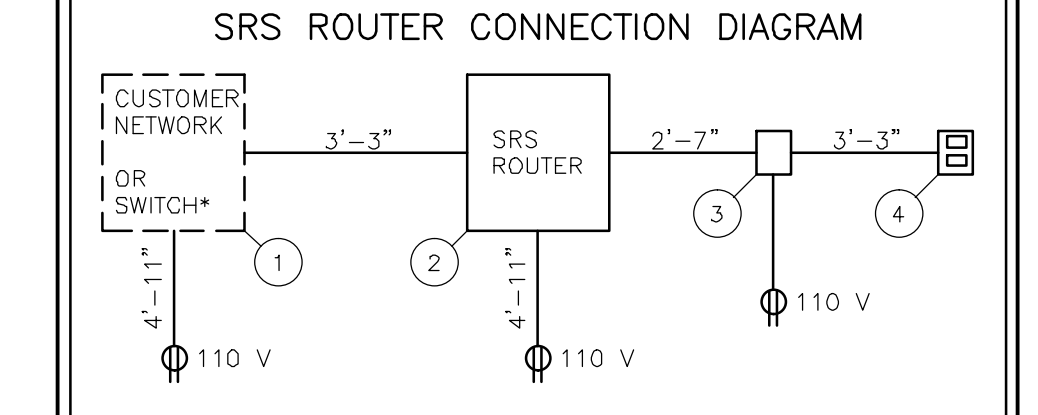 SRS ROUTER CONNECTION DIAGRAM
CUSTOMER
NETWORK
OR
SWITCH*
3'-3"
SRS
ROUTER
2'-7"
3'-3"
1
2
3
4
4'-11"
4'-11"
110 V
110 V
110 V